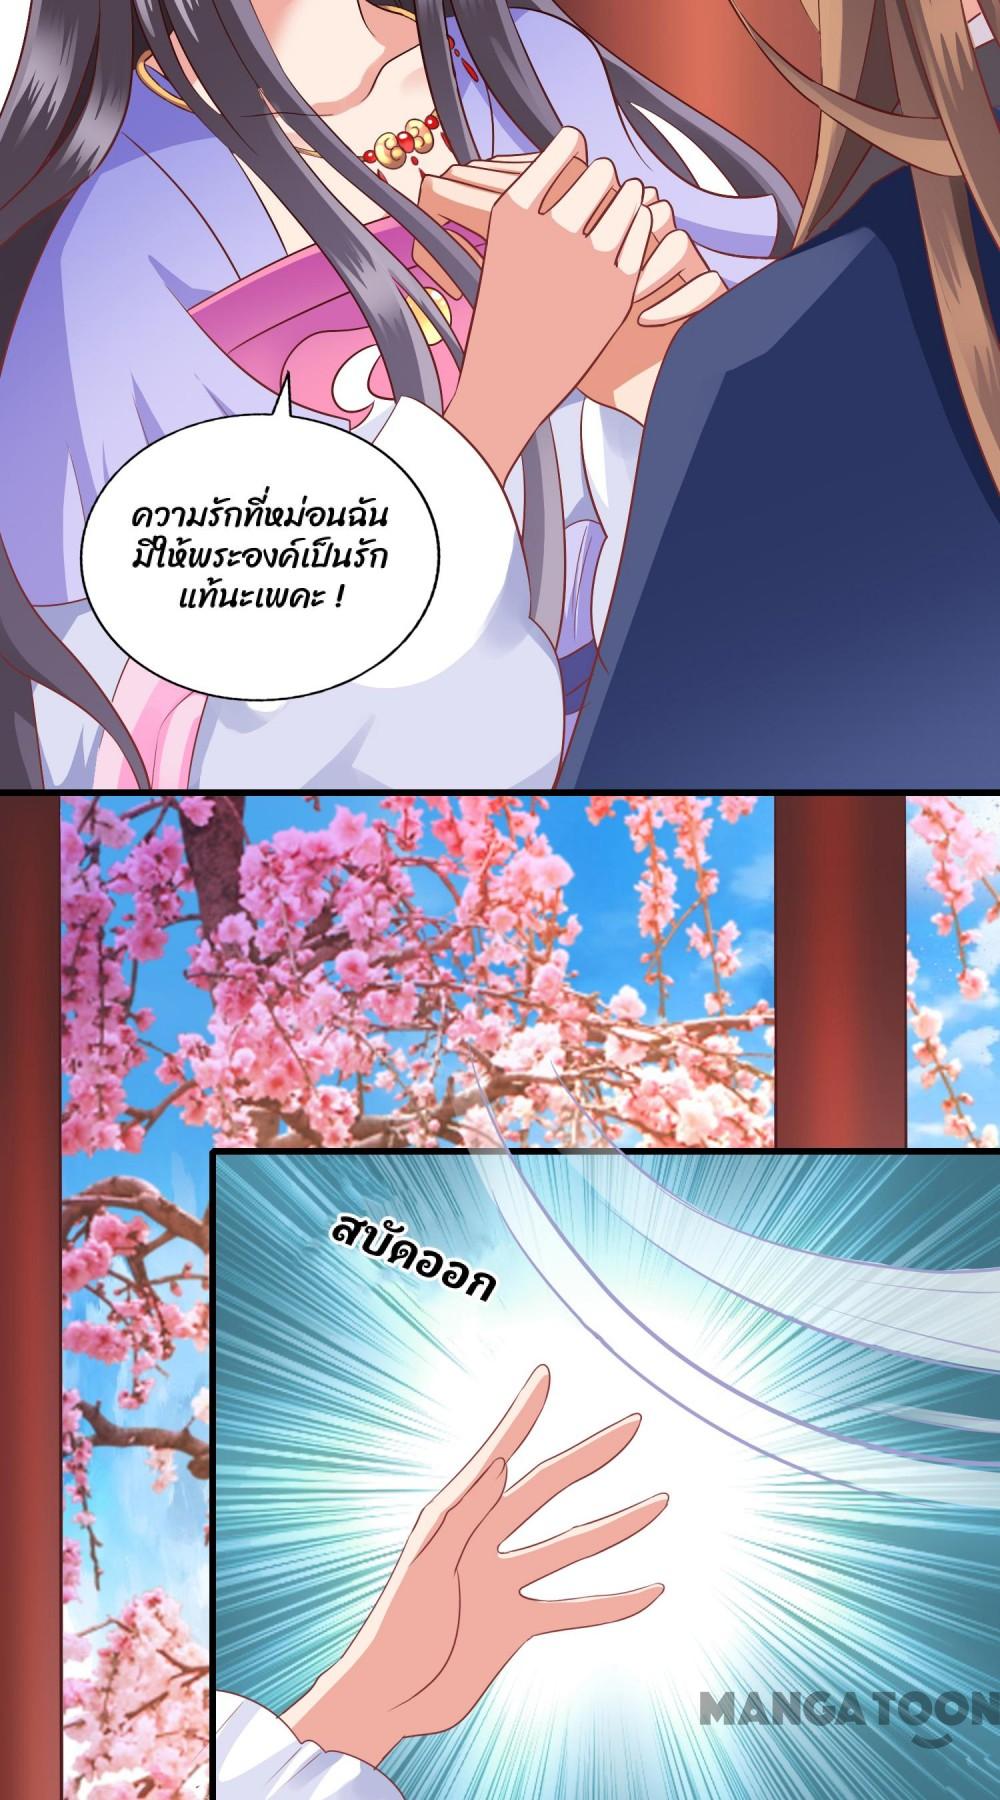 ความรักที่หม่อนฉัน
มีให้พระองค์เป็นรัก
แท้นะเพคะ !
สบัดออก
MANGATOON